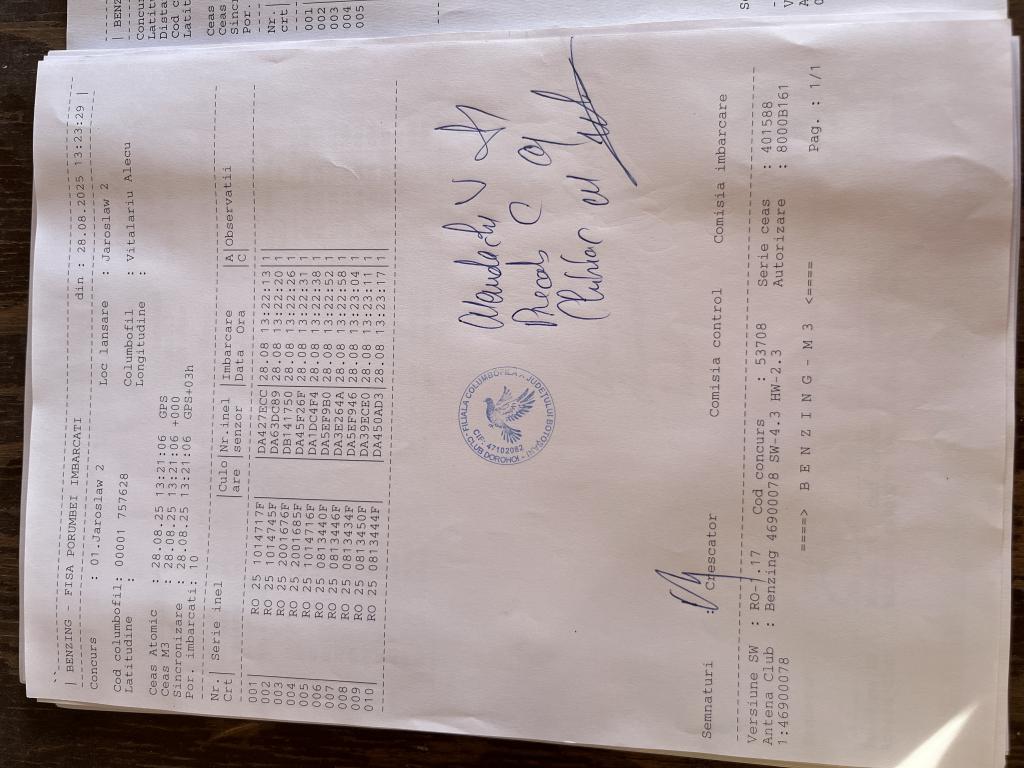 | BENZING - FISA PORUMBEI IMBARCATI din : 28.08.2025 13:23:29 |
Concurs : 01.Jaroslaw 2 Loc lansare : Jaroslaw 2
Cod columbofil: 00001 757628 Columbofil : Vitalariu Alecu
Latitudine : Longitudine :
Ceas Atomic : 28.08.25 13:21:06 GPS
Ceas M3 : 28.08.25 13:21:06 +000
Sincronizare : 28.08.25 13:21:06 GPS+03h
Por. imbarcati: 10
Nr.| Serie inel |Culo|Nr inel |Imbarcare |A|Observatii
Crt| |are |senzor |Data Ora |C|
001 RO 25 1014717F DA427ECC 28.08 13:22:13 1
002 RO 25 1014745F DA63DC89 28.08 13:22:20 1
003 RO 25 2001676F DB141750 28.08 13:22:26 1
004 RO 25 2001685F DA45F26F 28.08 13:22:31 1
005 RO 25 1014716F DA1DC4F4 28.08 13:22:38 1
006 RO 25 0813440F DA5EF9B0 28.08 13:22:52 1
007 RO 25 0813446F DA3E264A 28.08 13:22:58 1
008 RO 25 0813434F DA5EF946 28.08 13:23:04 1
009 RO 25 0813450F DA39ECE0 28.08 13:23:11 1
010 RO 25 0813444F DA450AD3 28.08 13:23:17 1
FILIALA COLUMBOFILA A JUDEȚULUI BOTOȘANI
CIF: 47102082
CLUB DOROHOI
Semnaturi : Crescator Comisia control Comisia imbarcare
Versiune SW : RO-1.17 Cod concurs : 53708 Serie ceas : 401588
Antena Club : Benzing 46900078 SW-4.3 HW-2.3 Autorizare : 8000B161
1:46900078
====> B E N Z I N G - M 3 <==== Pag. : 1/1